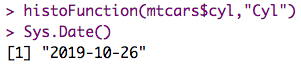 > histoFunction(mtcars$cyl,"Cyl")
> Sys.Date()
[1] "2019-10-26"